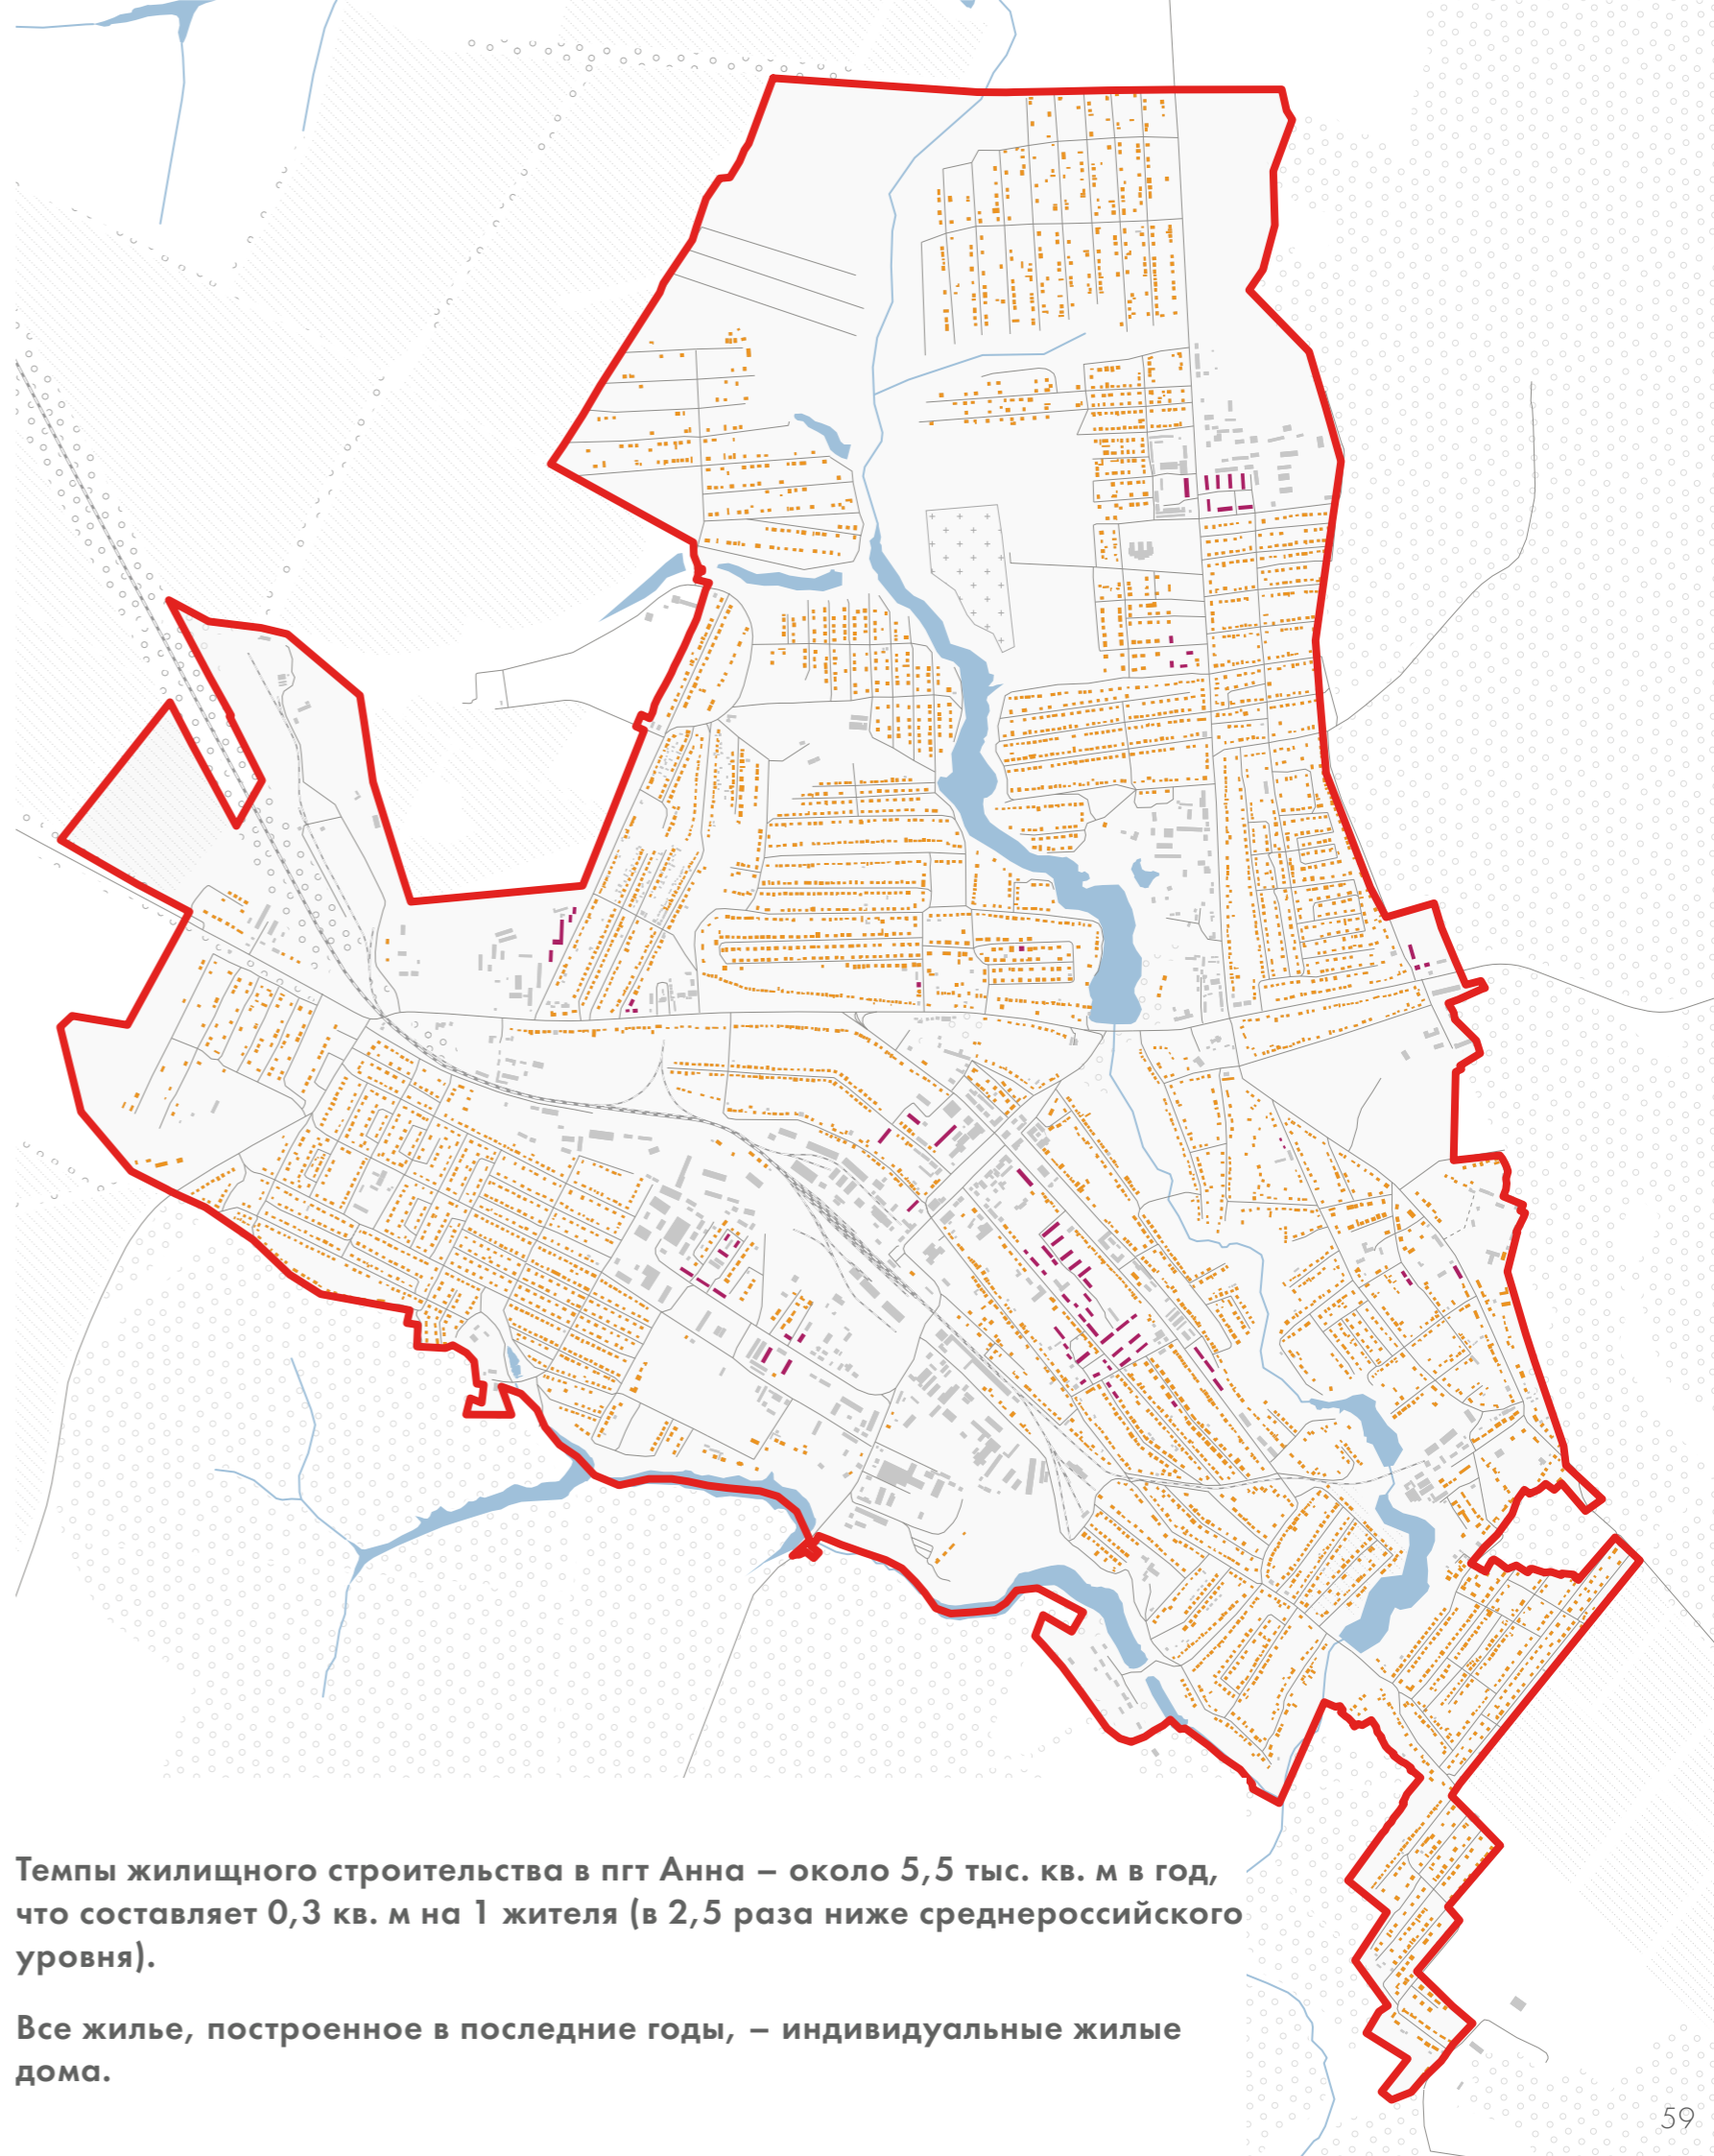 Темпы жилищного строительства в пгт Анна – около 5,5 тыс. кв. м в год,
что составляет 0,3 кв. м на 1 жителя (в 2,5 раза ниже среднероссийского
уровня).
Все жилье, построенное в последние годы, – индивидуальные жилые
дома.
59